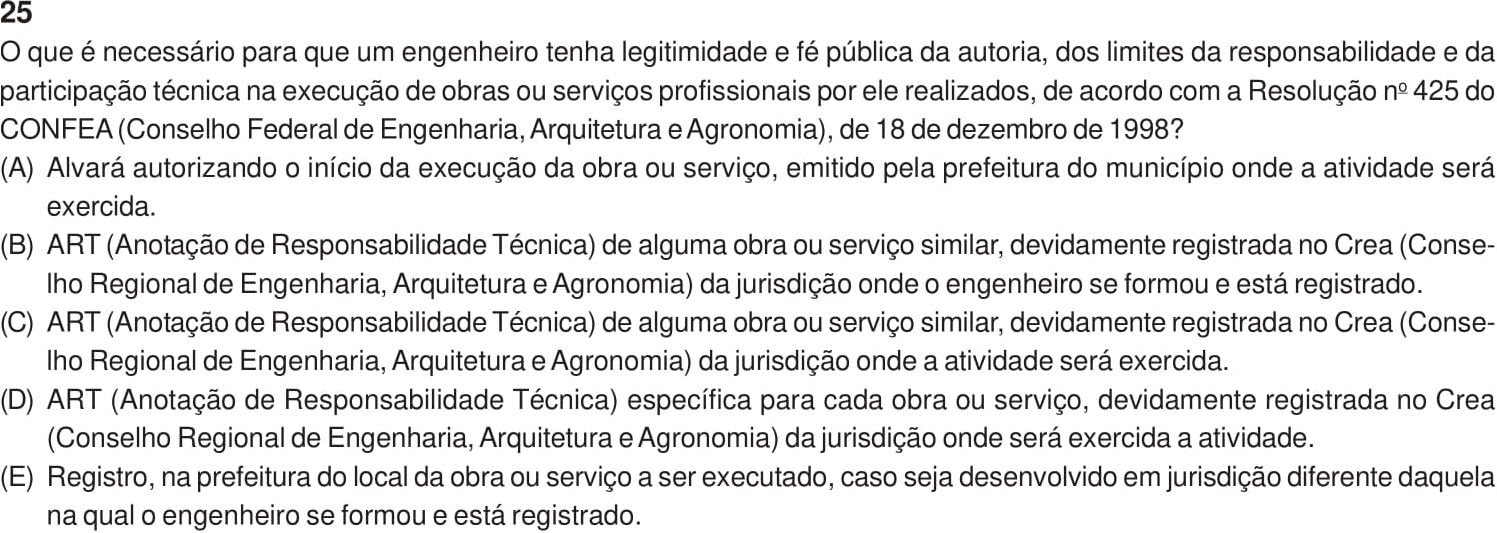 25
O que é necessário para que um engenheiro tenha legitimidade e fé pública da autoria, dos limites da responsabilidade e da
participação técnica na execução de obras ou serviços profissionais por ele realizados, de acordo com a Resolução nº 425 do
CONFEA (Conselho Federal de Engenharia, Arquitetura e Agronomia), de 18 de dezembro de 1998?
(A) Alvará autorizando o início da execução da obra ou serviço, emitido pela prefeitura do município onde a atividade será
exercida.
(B) ART (Anotação de Responsabilidade Técnica) de alguma obra ou serviço similar, devidamente registrada no Crea (Conse-
lho Regional de Engenharia, Arquitetura e Agronomia) da jurisdição onde o engenheiro se formou e está registrado.
(C) ART (Anotação de Responsabilidade Técnica) de alguma obra ou serviço similar, devidamente registrada no Crea (Conse-
lho Regional de Engenharia, Arquitetura e Agronomia) da jurisdição onde a atividade será exercida.
(D) ART (Anotação de Responsabilidade Técnica) específica para cada obra ou serviço, devidamente registrada no Crea
(Conselho Regional de Engenharia, Arquitetura e Agronomia) da jurisdição onde será exercida a atividade.
(E) Registro, na prefeitura do local da obra ou serviço a ser executado, caso seja desenvolvido em jurisdição diferente daquela
na qual o engenheiro se formou e está registrado.